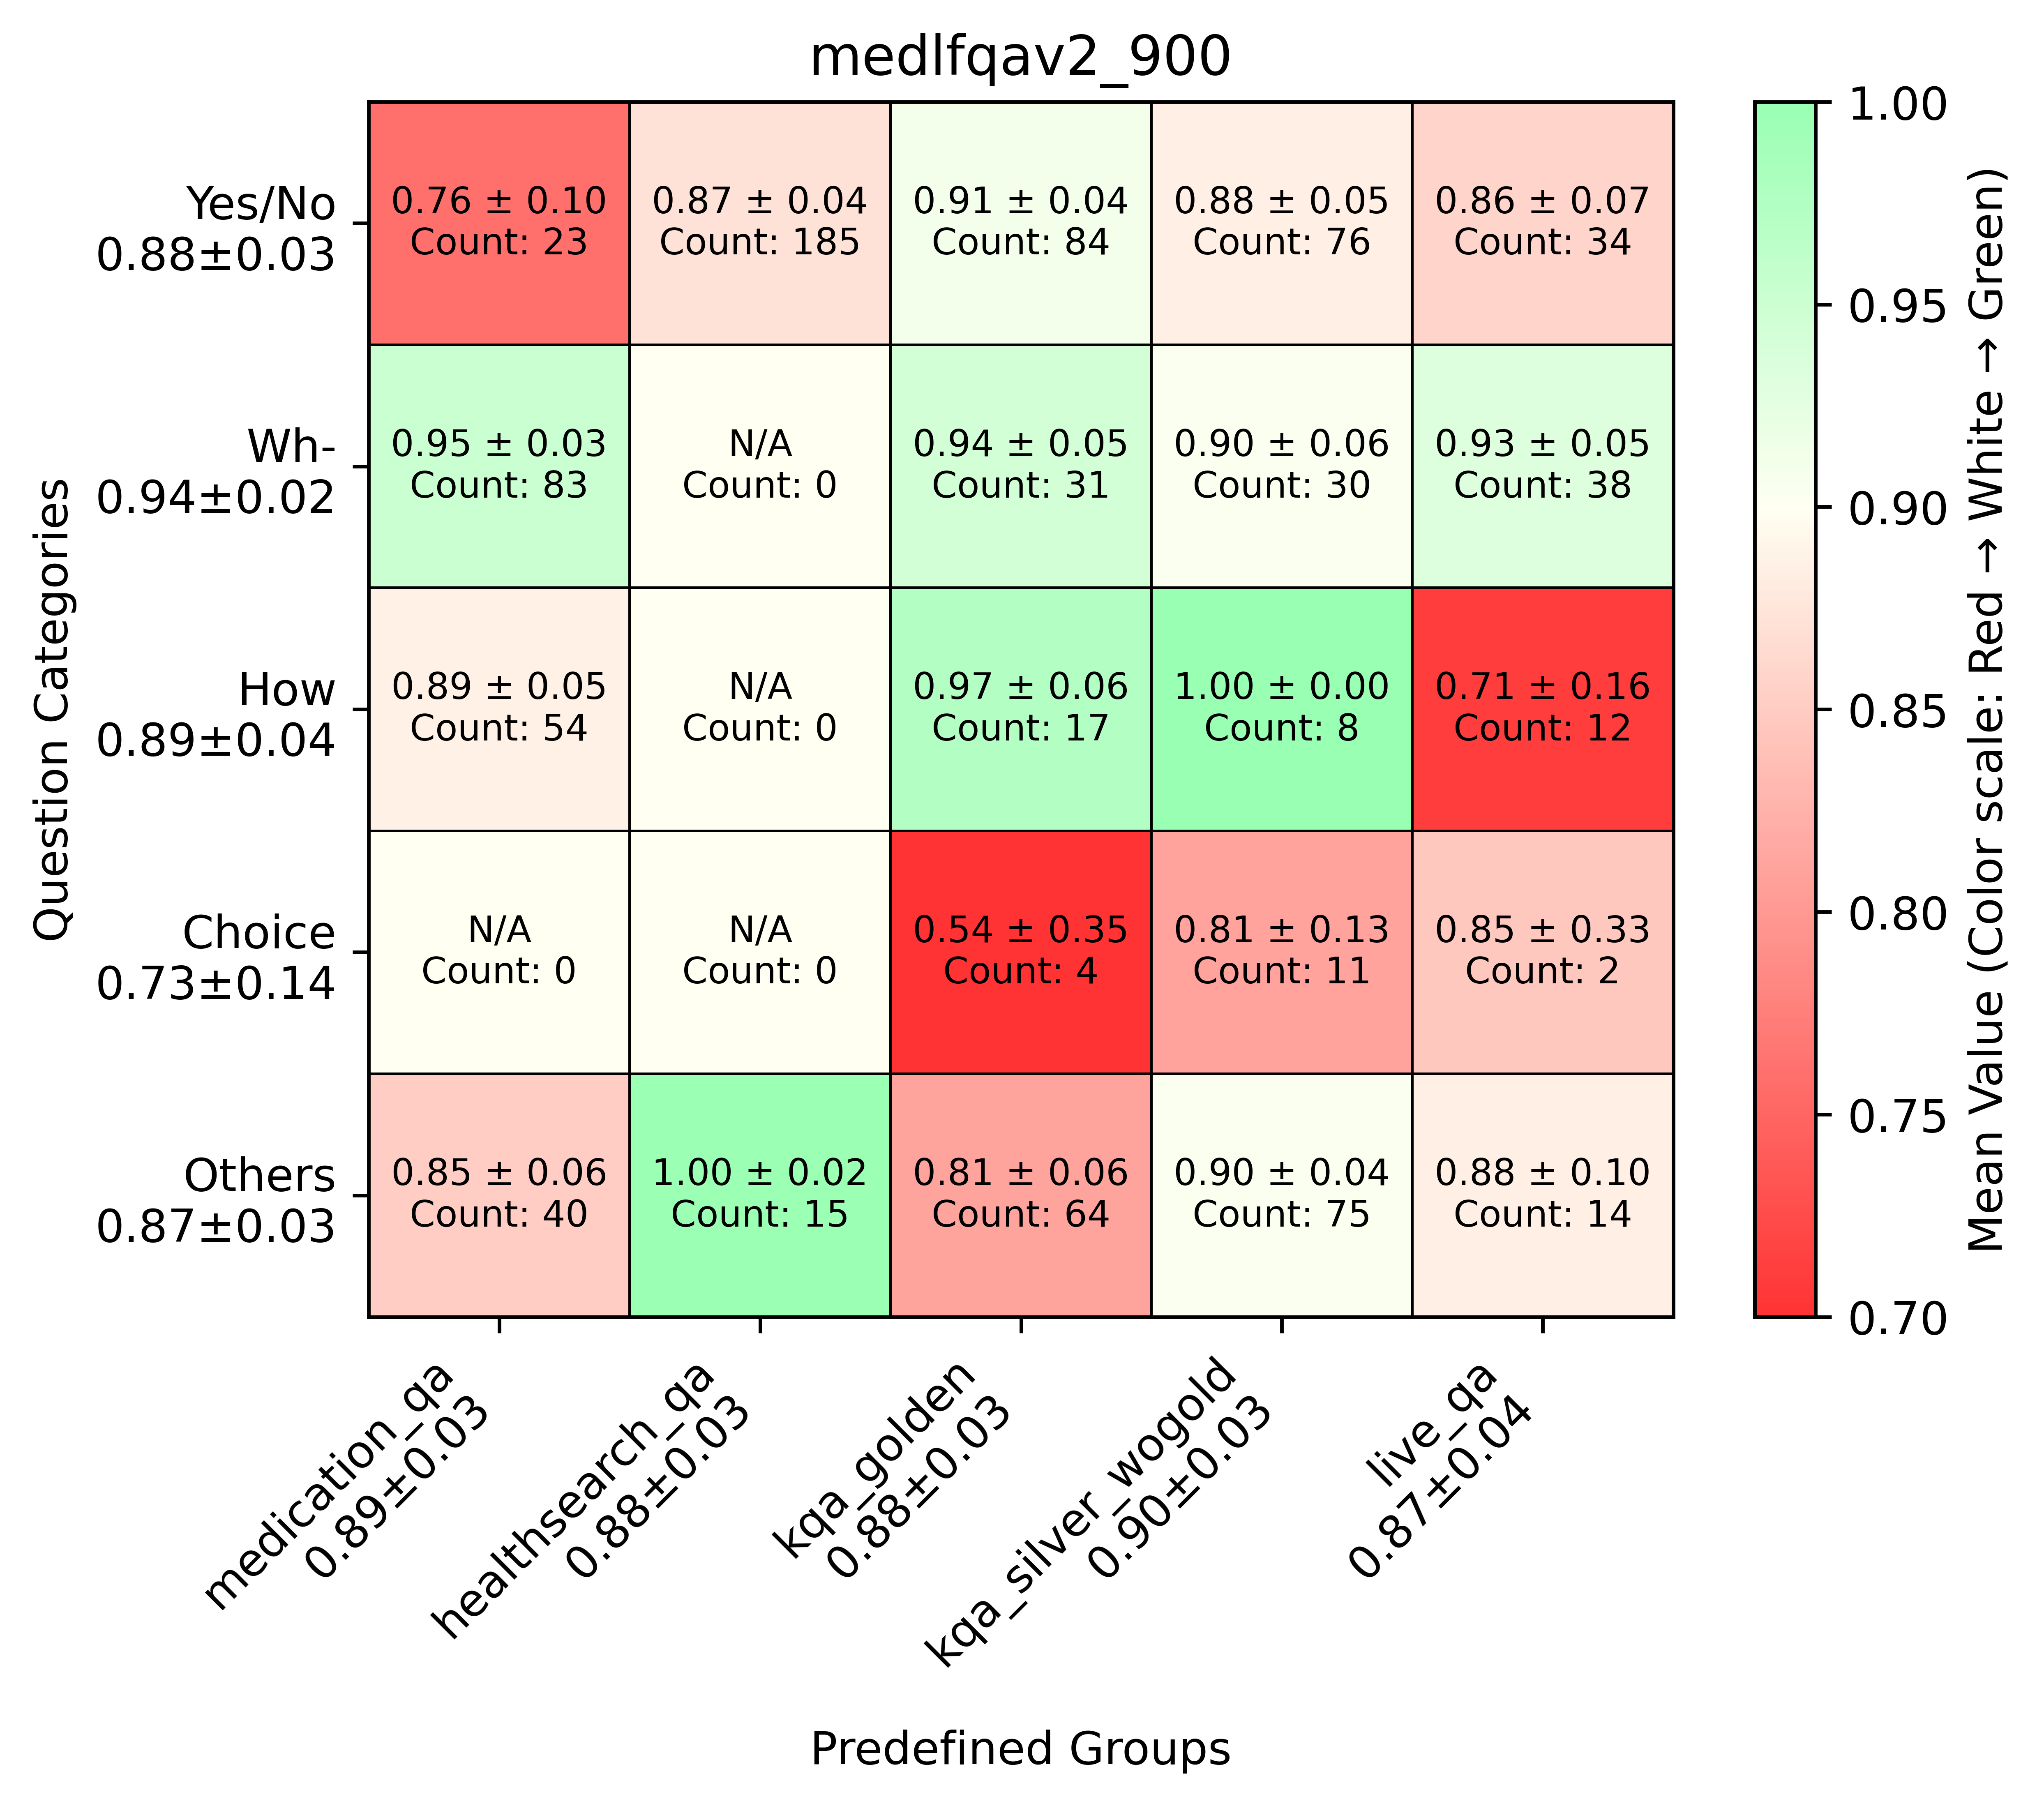 medlfqav2_900
Question Categories
Yes/No
0.88±0.03
0.76 ± 0.10
Count: 23
0.87 ± 0.04
Count: 185
0.91 ± 0.04
Count: 84
0.88 ± 0.05
Count: 76
0.86 ± 0.07
Count: 34
Wh-
0.94±0.02
0.95 ± 0.03
Count: 83
N/A
Count: 0
0.94 ± 0.05
Count: 31
0.90 ± 0.06
Count: 30
0.93 ± 0.05
Count: 38
How
0.89±0.04
0.89 ± 0.05
Count: 54
N/A
Count: 0
0.97 ± 0.06
Count: 17
1.00 ± 0.00
Count: 8
0.71 ± 0.16
Count: 12
Choice
0.73±0.14
N/A
Count: 0
N/A
Count: 0
0.54 ± 0.35
Count: 4
0.81 ± 0.13
Count: 11
0.85 ± 0.33
Count: 2
Others
0.87±0.03
0.85 ± 0.06
Count: 40
1.00 ± 0.02
Count: 15
0.81 ± 0.06
Count: 64
0.90 ± 0.04
Count: 75
0.88 ± 0.10
Count: 14
medication_qa
0.89±0.03
healthsearch_qa
0.88±0.03
kqa_golden
0.88±0.03
kqa_silver_wogold
0.90±0.03
live_qa
0.87±0.04
Predefined Groups
1.00
0.95
0.90
0.85
0.80
0.75
0.70
Mean Value (Color scale: Red → White → Green)